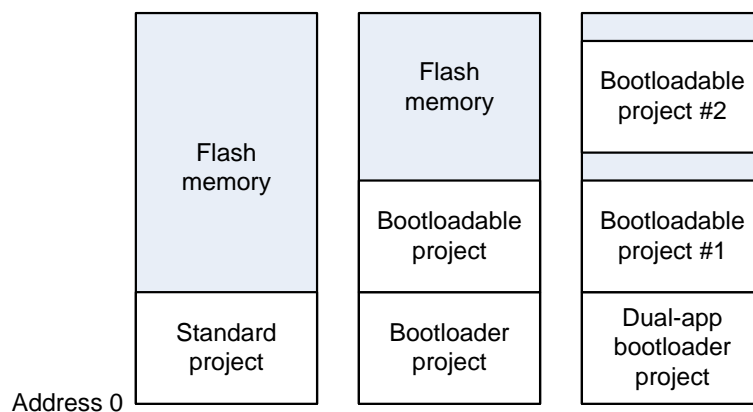 Flash
memory
Standard
project
Address 0
Flash
memory
Bootloadable
project
Bootloader
project
Bootloadable
project #2
Bootloadable
project #1
Dual-app
bootloader
project